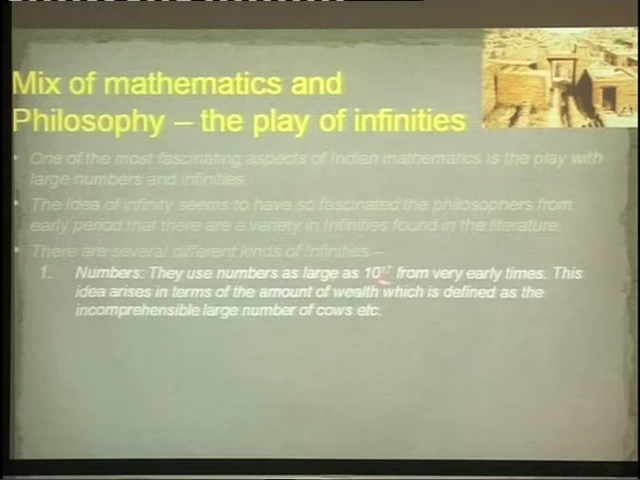 Mix of mathematics and
Philosophy – the play of infinities
• One of the most fascinating aspects of Indian mathematics is the play with
large numbers and infinities.
• The idea of infinity seems to have so fascinated the philosophers from
early period that there are a variety in Infinities found in the literature.
• There are several different kinds of Infinities –
1. Numbers: They use numbers as large as 10 from very early times. This
idea arises in terms of the amount of wealth which is defined as the
incomprehensible large number of cows etc.